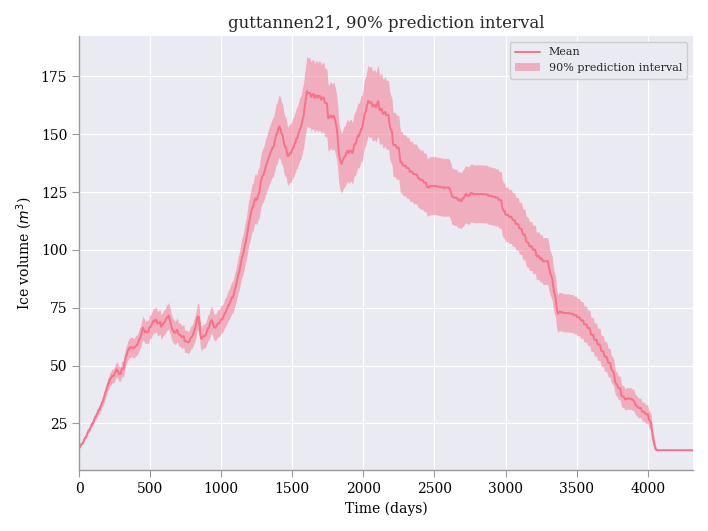 guttannen21, 90% prediction interval
Mean
90% prediction interval
Ice volume (m³)
175
150
125
100
75
50
25
0 500 1000 1500 2000 2500 3000 3500 4000
Time (days)